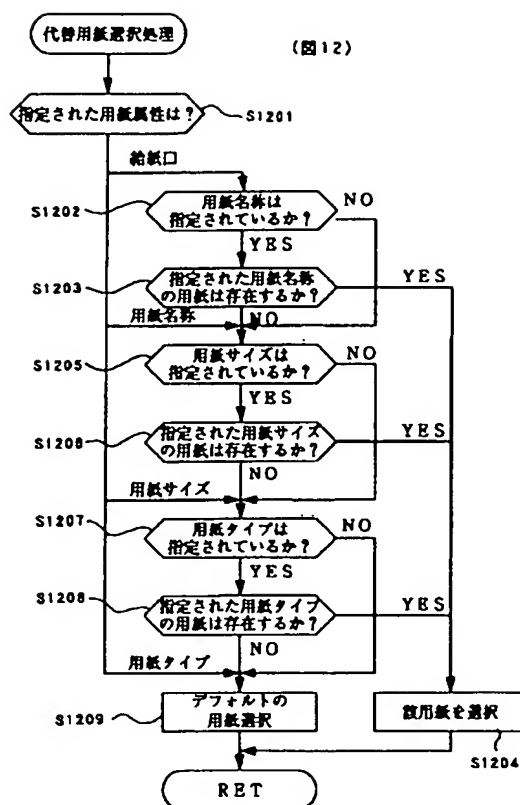 代替用紙選択処理
(図12)
指定された用紙属性は?
S1201
給紙口
用紙名称は
指定されているか?
NO
S1202
YES
指定された用紙名称
の用紙は存在するか?
YES
S1203
用紙名称
NO
用紙サイズは
指定されているか?
NO
S1205
YES
指定された用紙サイズ
の用紙は存在するか?
YES
S1206
NO
用紙サイズ
用紙タイプは
指定されているか?
NO
S1207
YES
指定された用紙タイプ
の用紙は存在するか?
YES
S1208
NO
用紙タイプ
デフォルトの
用紙選択
S1209
該用紙を選択
S1204
RET